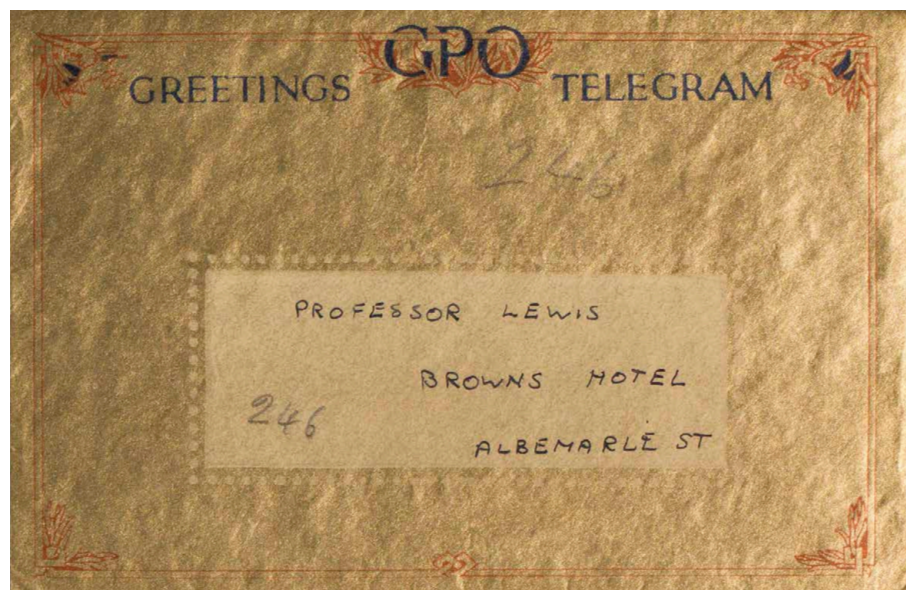 GPO
GREETINGS TELEGRAM
246
PROFESSOR LEWIS
BROWNS HOTEL
246
ALBEMARLE ST